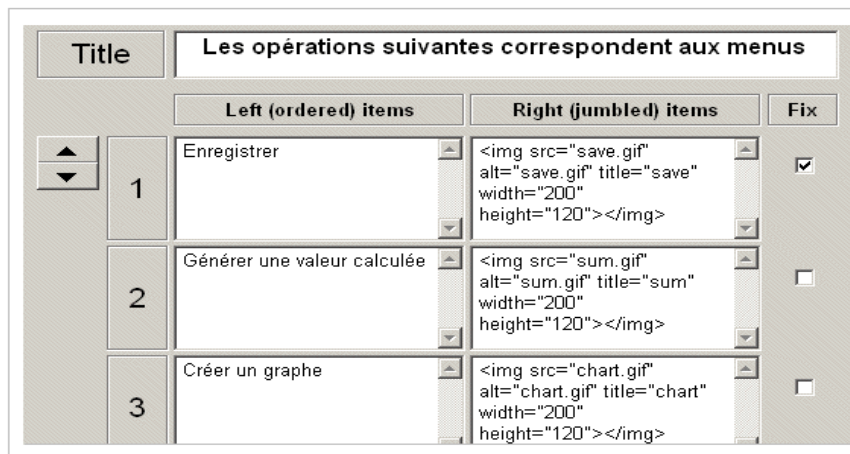 Title
Les opérations suivantes correspondent aux menus
Left (ordered) items
Right (jumbled) items
Fix
1
Enregistrer
<img src="save.gif"
alt="save.gif" title="save"
width="200"
height="120"></img>
2
Générer une valeur calculée
<img src="sum.gif"
alt="sum.gif" title="sum"
width="200"
height="120"></img>
3
Créer un graphe
<img src="chart.gif"
alt="chart.gif" title="chart"
width="200"
height="120"></img>